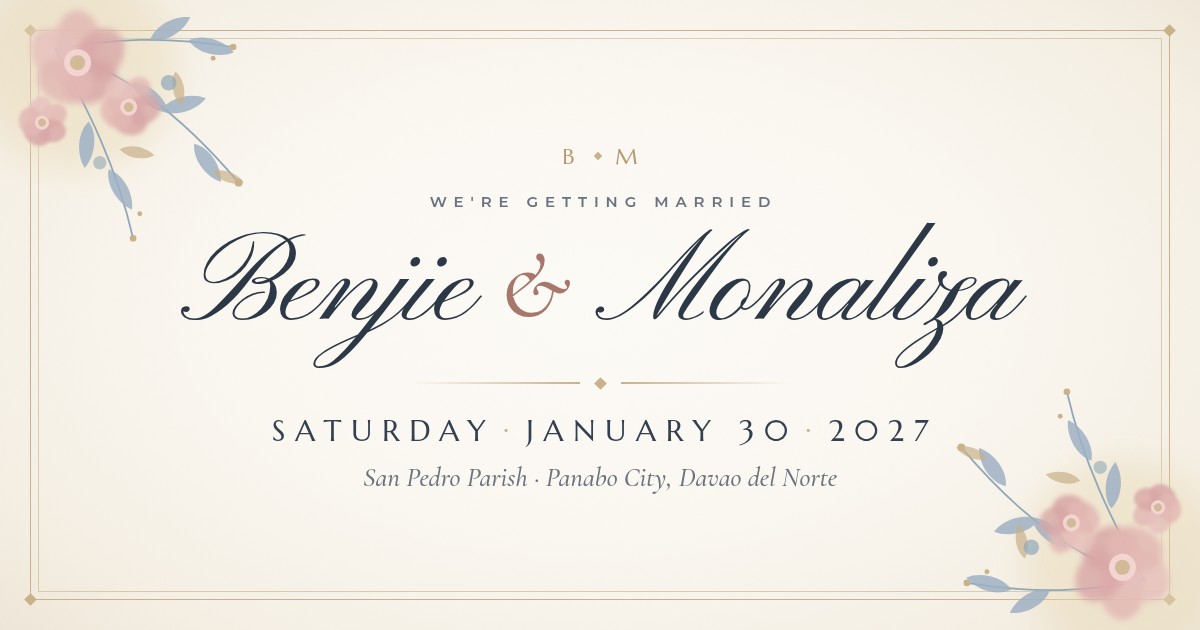 B ◆ M
WE'RE GETTING MARRIED
Benjie & Monaliza
SATURDAY · JANUARY 30 · 2027
San Pedro Parish · Panabo City, Davao del Norte